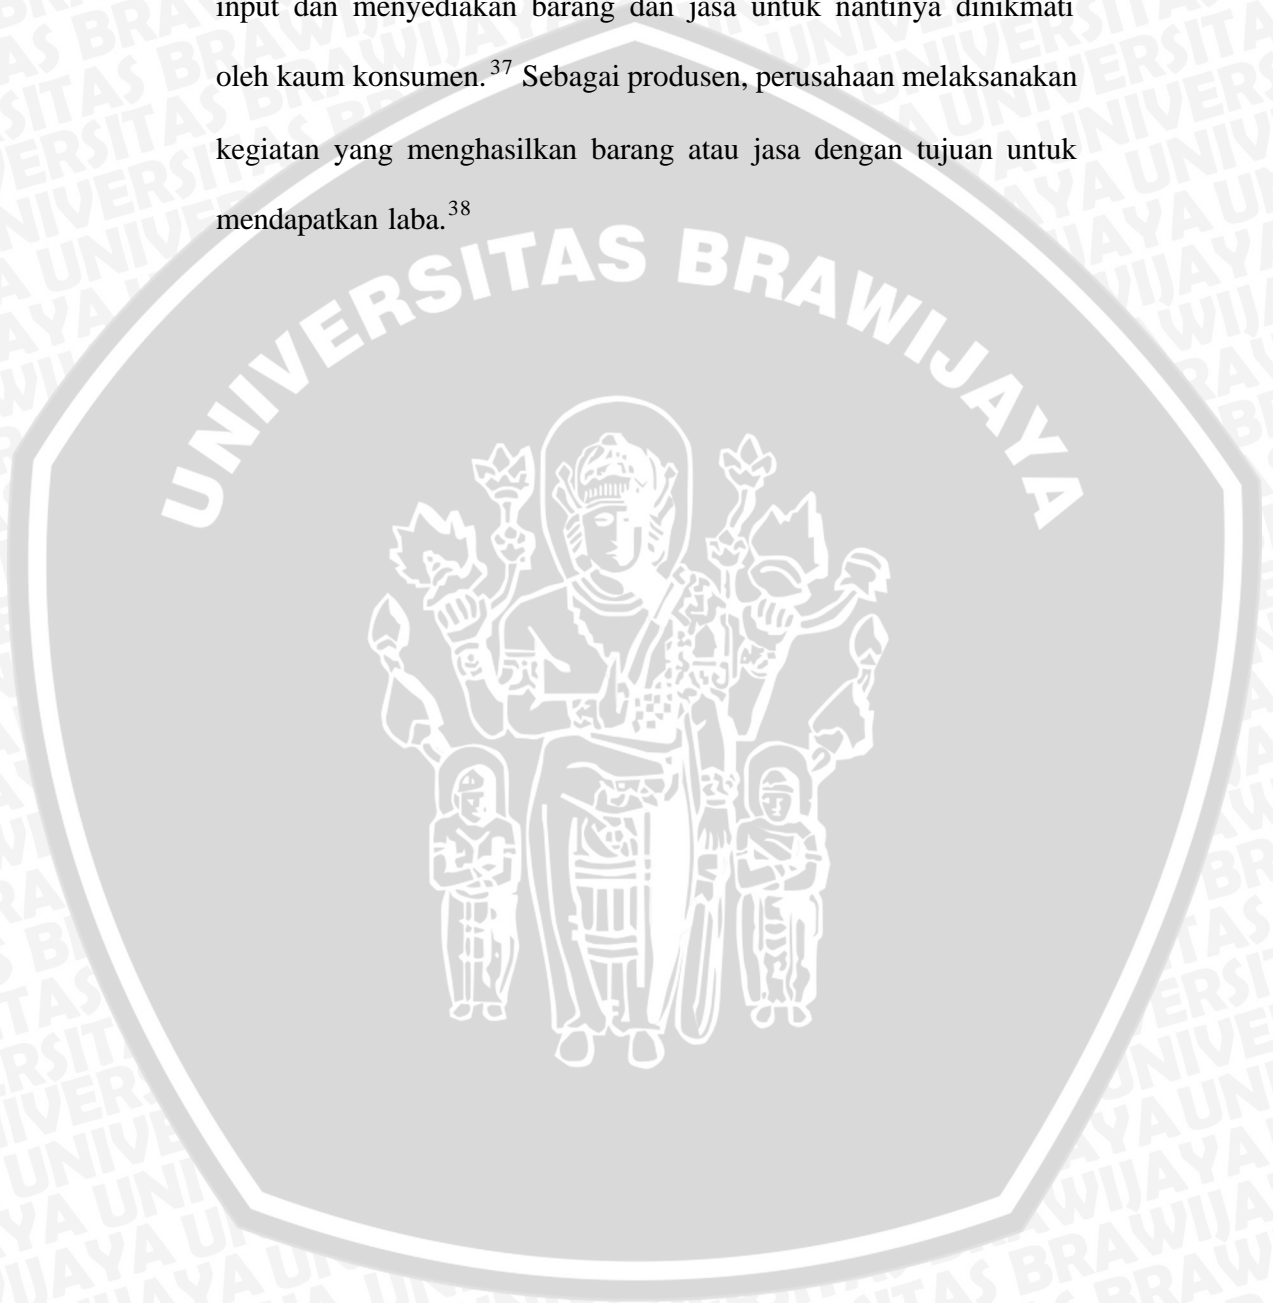 input dan menyediakan barang dan jasa untuk nantinya dinikmati
oleh kaum konsumen.37 Sebagai produsen, perusahaan melaksanakan
kegiatan yang menghasilkan barang atau jasa dengan tujuan untuk
mendapatkan laba.38
UNIVERSITAS BRAWIJAYA